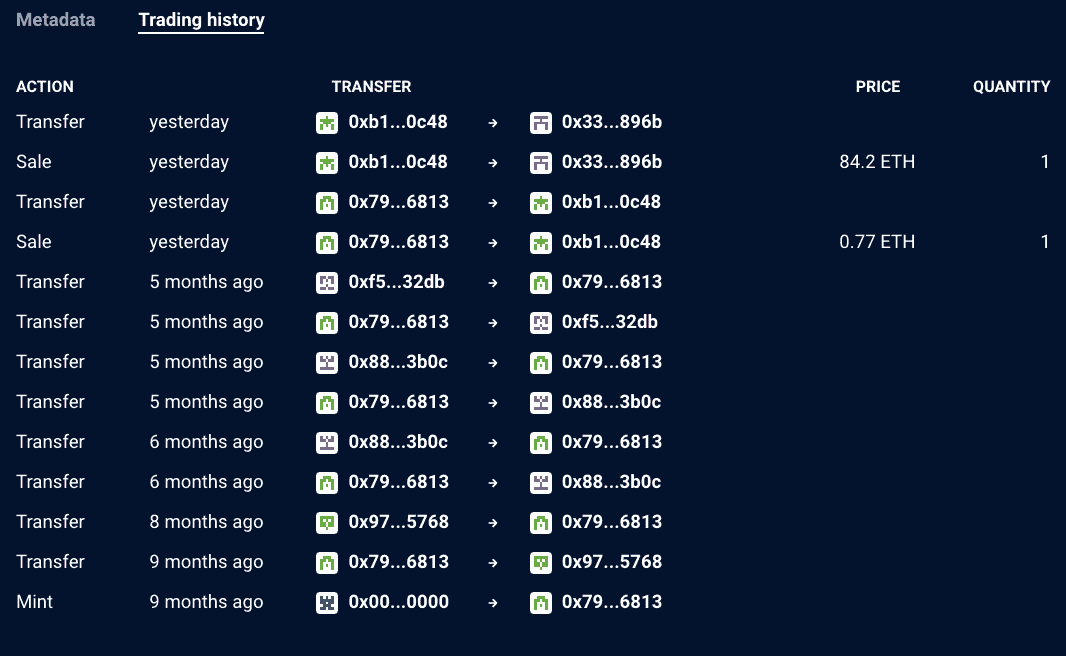 Metadata Trading history
ACTION TRANSFER PRICE QUANTITY
Transfer yesterday 0xb1...0c48 → 0x33...896b
Sale yesterday 0xb1...0c48 → 0x33...896b 84.2 ETH 1
Transfer yesterday 0x79...6813 → 0xb1...0c48
Sale yesterday 0x79...6813 → 0xb1...0c48 0.77 ETH 1
Transfer 5 months ago 0xf5...32db → 0x79...6813
Transfer 5 months ago 0x79...6813 → 0xf5...32db
Transfer 5 months ago 0x88...3b0c → 0x79...6813
Transfer 5 months ago 0x79...6813 → 0x88...3b0c
Transfer 6 months ago 0x88...3b0c → 0x79...6813
Transfer 6 months ago 0x79...6813 → 0x88...3b0c
Transfer 8 months ago 0x97...5768 → 0x79...6813
Transfer 9 months ago 0x79...6813 → 0x97...5768
Mint 9 months ago 0x00...0000 → 0x79...6813